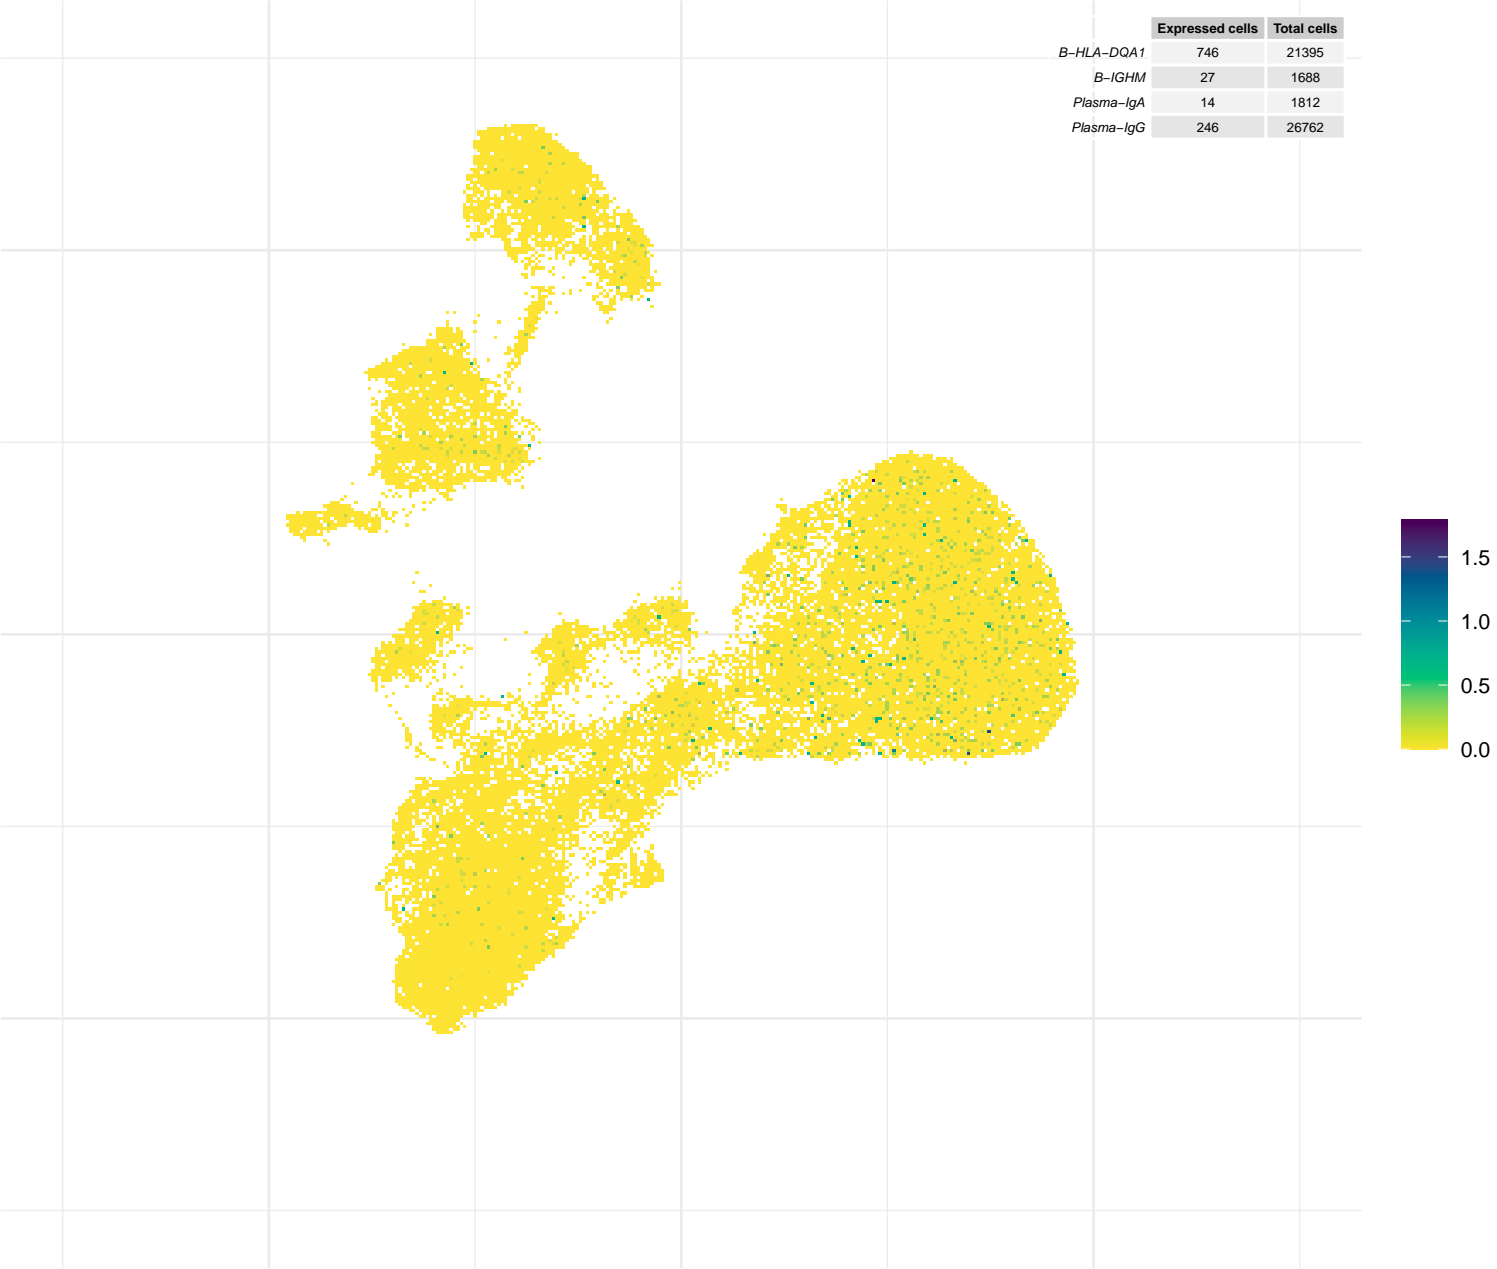 Expressed cells Total cells
B−HLA−DQA1 746 21395
B−IGHM 27 1688
Plasma−IgA 14 1812
Plasma−IgG 246 26762
1.5
1.0
0.5
0.0